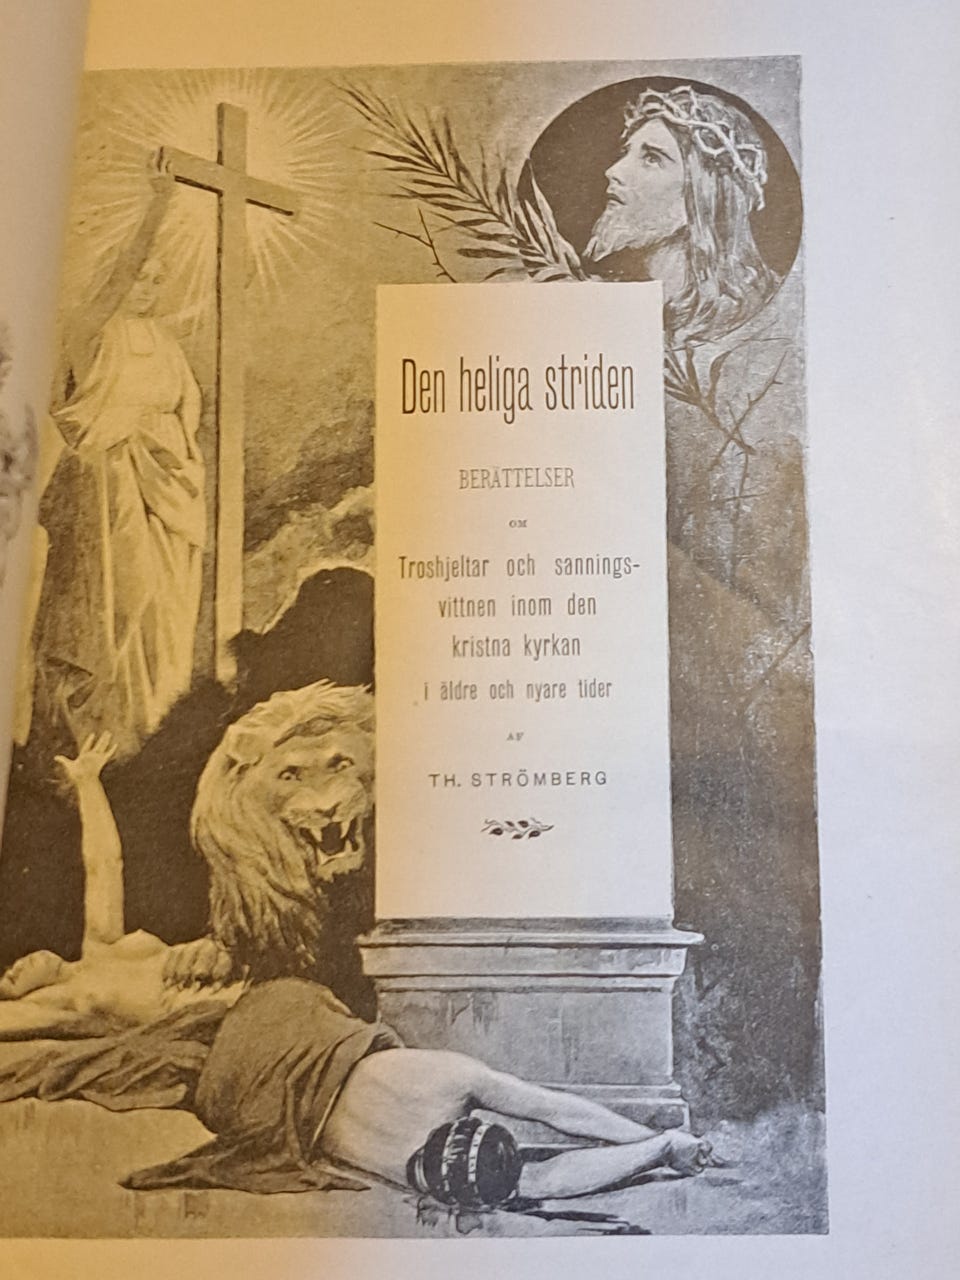 Den heliga striden
BERÄTTELSER
OM
Troshjeltar och sannings-
vittnen inom den
kristna kyrkan
i äldre och nyare tider
AF
TH. STRÖMBERG